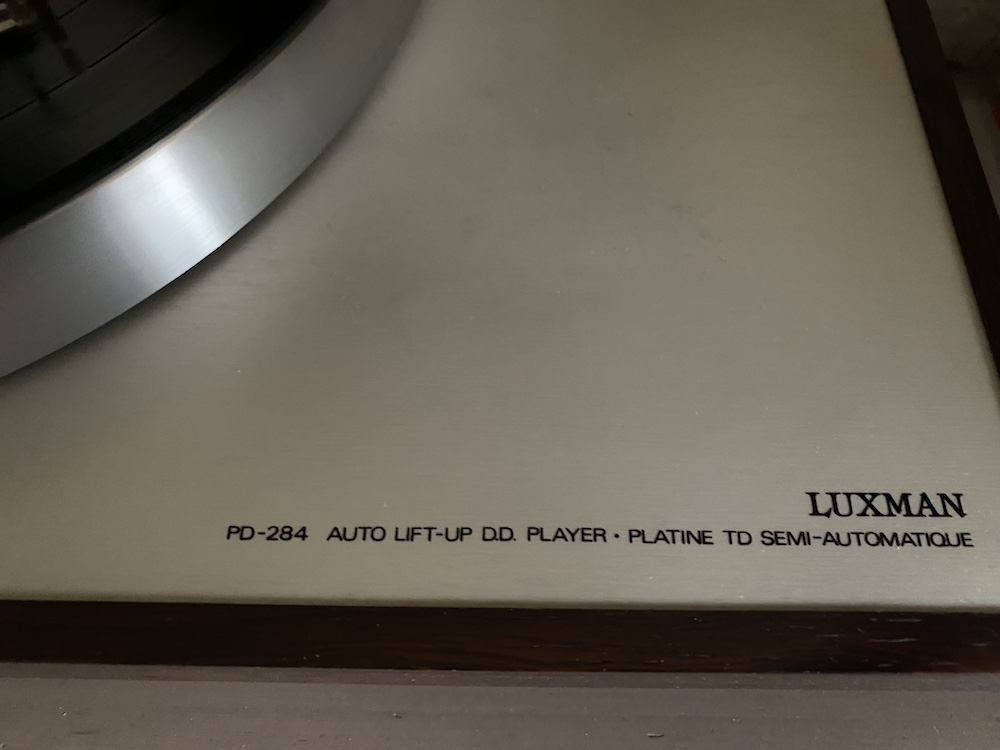 LUXMAN
PD-284 AUTO LIFT-UP D.D. PLAYER · PLATINE TD SEMI-AUTOMATIQUE